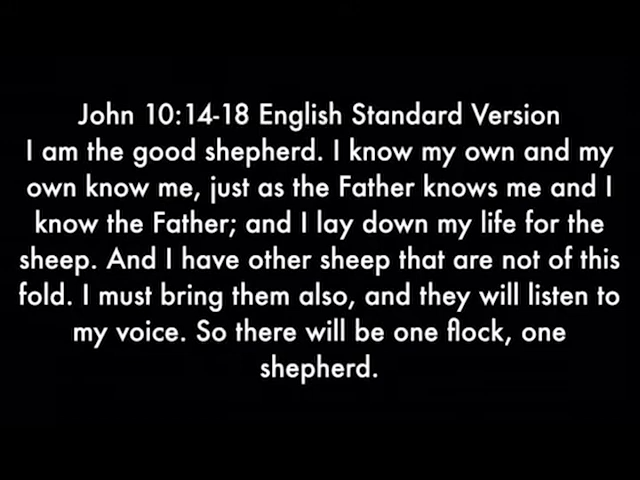 John 10:14-18 English Standard Version
I am the good shepherd. I know my own and my
own know me, just as the Father knows me and I
know the Father; and I lay down my life for the
sheep. And I have other sheep that are not of this
fold. I must bring them also, and they will listen to
my voice. So there will be one flock, one
shepherd.